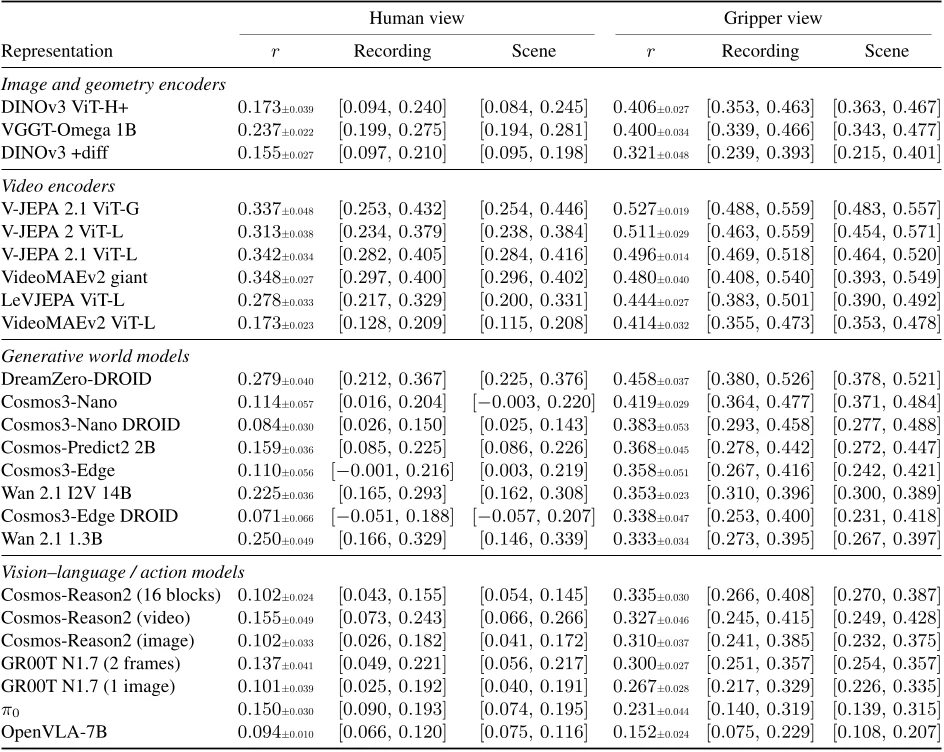 Human view Gripper view
Representation r Recording Scene r Recording Scene
Image and geometry encoders
DINOv3 ViT-H+ 0.173±0.039 [0.094, 0.240] [0.084, 0.245] 0.406±0.027 [0.353, 0.463] [0.363, 0.467]
VGGT-Omega 1B 0.237±0.022 [0.199, 0.275] [0.194, 0.281] 0.400±0.034 [0.339, 0.466] [0.343, 0.477]
DINOv3 +diff 0.155±0.027 [0.097, 0.210] [0.095, 0.198] 0.321±0.048 [0.239, 0.393] [0.215, 0.401]
Video encoders
V-JEPA 2.1 ViT-G 0.337±0.048 [0.253, 0.432] [0.254, 0.446] 0.527±0.019 [0.488, 0.559] [0.483, 0.557]
V-JEPA 2 ViT-L 0.313±0.038 [0.234, 0.379] [0.238, 0.384] 0.511±0.029 [0.463, 0.559] [0.454, 0.571]
V-JEPA 2.1 ViT-L 0.342±0.034 [0.282, 0.405] [0.284, 0.416] 0.496±0.014 [0.469, 0.518] [0.464, 0.520]
VideoMAEv2 giant 0.348±0.027 [0.297, 0.400] [0.296, 0.402] 0.480±0.040 [0.408, 0.540] [0.393, 0.549]
LeVJEPA ViT-L 0.278±0.033 [0.217, 0.329] [0.200, 0.331] 0.444±0.027 [0.383, 0.501] [0.390, 0.492]
VideoMAEv2 ViT-L 0.173±0.023 [0.128, 0.209] [0.115, 0.208] 0.414±0.032 [0.355, 0.473] [0.353, 0.478]
Generative world models
DreamZero-DROID 0.279±0.040 [0.212, 0.367] [0.225, 0.376] 0.458±0.037 [0.380, 0.526] [0.378, 0.521]
Cosmos3-Nano 0.114±0.057 [0.016, 0.204] [−0.003, 0.220] 0.419±0.029 [0.364, 0.477] [0.371, 0.484]
Cosmos3-Nano DROID 0.084±0.030 [0.026, 0.150] [0.025, 0.143] 0.383±0.053 [0.293, 0.458] [0.277, 0.488]
Cosmos-Predict2 2B 0.159±0.036 [0.085, 0.225] [0.086, 0.226] 0.368±0.045 [0.278, 0.442] [0.272, 0.447]
Cosmos3-Edge 0.110±0.056 [−0.001, 0.216] [0.003, 0.219] 0.358±0.051 [0.267, 0.416] [0.242, 0.421]
Wan 2.1 I2V 14B 0.225±0.036 [0.165, 0.293] [0.162, 0.308] 0.353±0.023 [0.310, 0.396] [0.300, 0.389]
Cosmos3-Edge DROID 0.071±0.066 [−0.051, 0.188] [−0.057, 0.207] 0.338±0.047 [0.253, 0.400] [0.231, 0.418]
Wan 2.1 1.3B 0.250±0.049 [0.166, 0.329] [0.146, 0.339] 0.333±0.034 [0.273, 0.395] [0.267, 0.397]
Vision–language / action models
Cosmos-Reason2 (16 blocks) 0.102±0.024 [0.043, 0.155] [0.054, 0.145] 0.335±0.030 [0.266, 0.408] [0.270, 0.387]
Cosmos-Reason2 (video) 0.155±0.049 [0.073, 0.243] [0.066, 0.266] 0.327±0.046 [0.245, 0.415] [0.249, 0.428]
Cosmos-Reason2 (image) 0.102±0.033 [0.026, 0.182] [0.041, 0.172] 0.310±0.037 [0.241, 0.385] [0.232, 0.375]
GR00T N1.7 (2 frames) 0.137±0.041 [0.049, 0.221] [0.056, 0.217] 0.300±0.027 [0.251, 0.357] [0.254, 0.357]
GR00T N1.7 (1 image) 0.101±0.039 [0.025, 0.192] [0.040, 0.191] 0.267±0.028 [0.217, 0.329] [0.226, 0.335]
π0 0.150±0.030 [0.090, 0.193] [0.074, 0.195] 0.231±0.044 [0.140, 0.319] [0.139, 0.315]
OpenVLA-7B 0.094±0.010 [0.066, 0.120] [0.075, 0.116] 0.152±0.024 [0.075, 0.229] [0.108, 0.207]